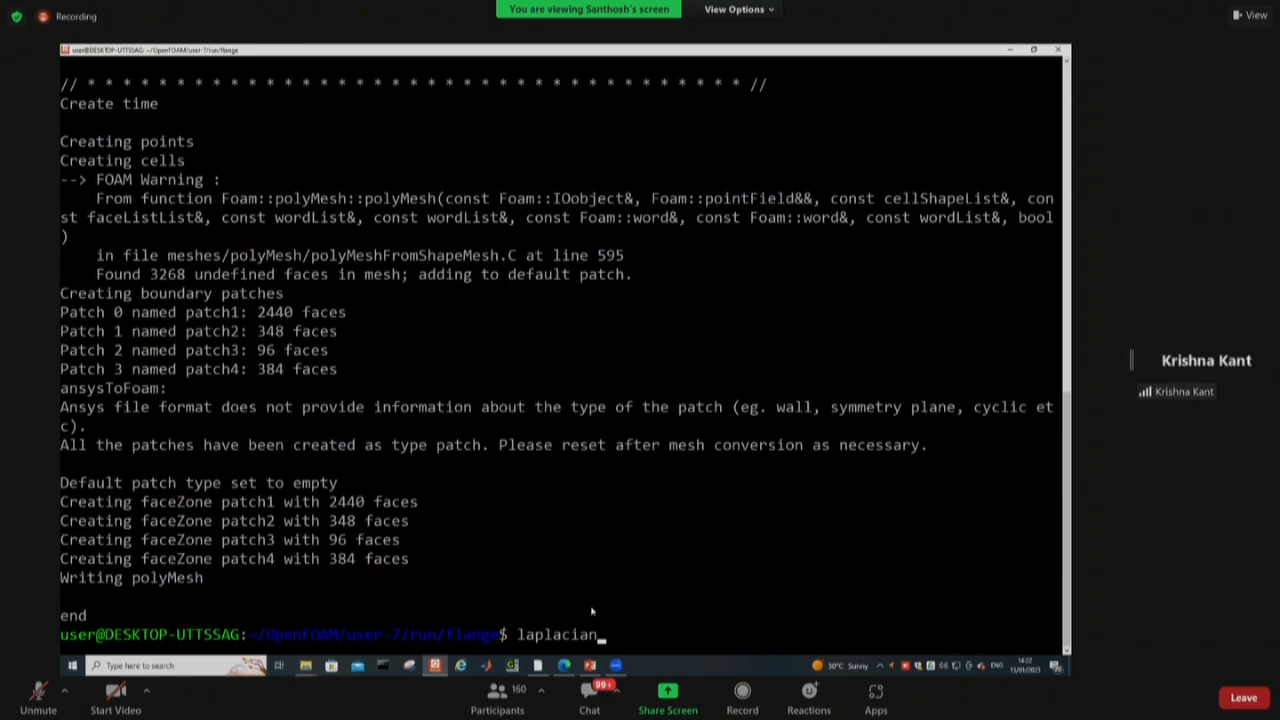 Recording
You are viewing Santhosh's screen
View Options
View
user@DESKTOP-UTTSSAG: ~/OpenFOAM/user-7/run/flange
// * * * * * * * * * * * * * * * * * * * * * * * * * * * * * * * * * * * * * //
Create time
Creating points
Creating cells
--> FOAM Warning :
From function Foam::polyMesh::polyMesh(const Foam::IOobject&, Foam::pointField&&, const cellShapeList&, con
st faceListList&, const wordList&, const wordList&, const Foam::word&, const Foam::word&, const wordList&, bool
)
in file meshes/polyMesh/polyMeshFromShapeMesh.C at line 595
Found 3268 undefined faces in mesh; adding to default patch.
Creating boundary patches
Patch 0 named patch1: 2440 faces
Patch 1 named patch2: 348 faces
Patch 2 named patch3: 96 faces
Patch 3 named patch4: 384 faces
ansysToFoam:
Ansys file format does not provide information about the type of the patch (eg. wall, symmetry plane, cyclic et
c).
All the patches have been created as type patch. Please reset after mesh conversion as necessary.
Default patch type set to empty
Creating faceZone patch1 with 2440 faces
Creating faceZone patch2 with 348 faces
Creating faceZone patch3 with 96 faces
Creating faceZone patch4 with 384 faces
Writing polyMesh
end
user@DESKTOP-UTTSSAG:~/OpenFOAM/user-7/run/flange$ laplacian_
Krishna Kant
Krishna Kant
Type here to search
30°C Sunny
ENG
14:22
13/01/2023
Unmute
Start Video
160
Participants
99+
Chat
Share Screen
Record
Reactions
Apps
Leave